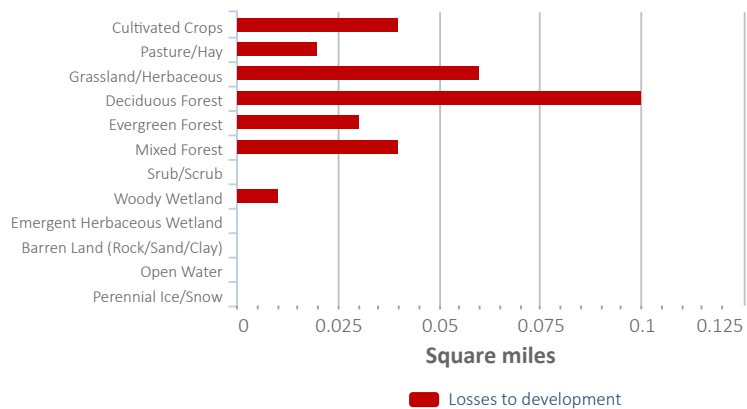 Cultivated Crops
Pasture/Hay
Grassland/Herbaceous
Deciduous Forest
Evergreen Forest
Mixed Forest
Srub/Scrub
Woody Wetland
Emergent Herbaceous Wetland
Barren Land (Rock/Sand/Clay)
Open Water
Perennial Ice/Snow
0 0.025 0.05 0.075 0.1 0.125
Square miles
Losses to development